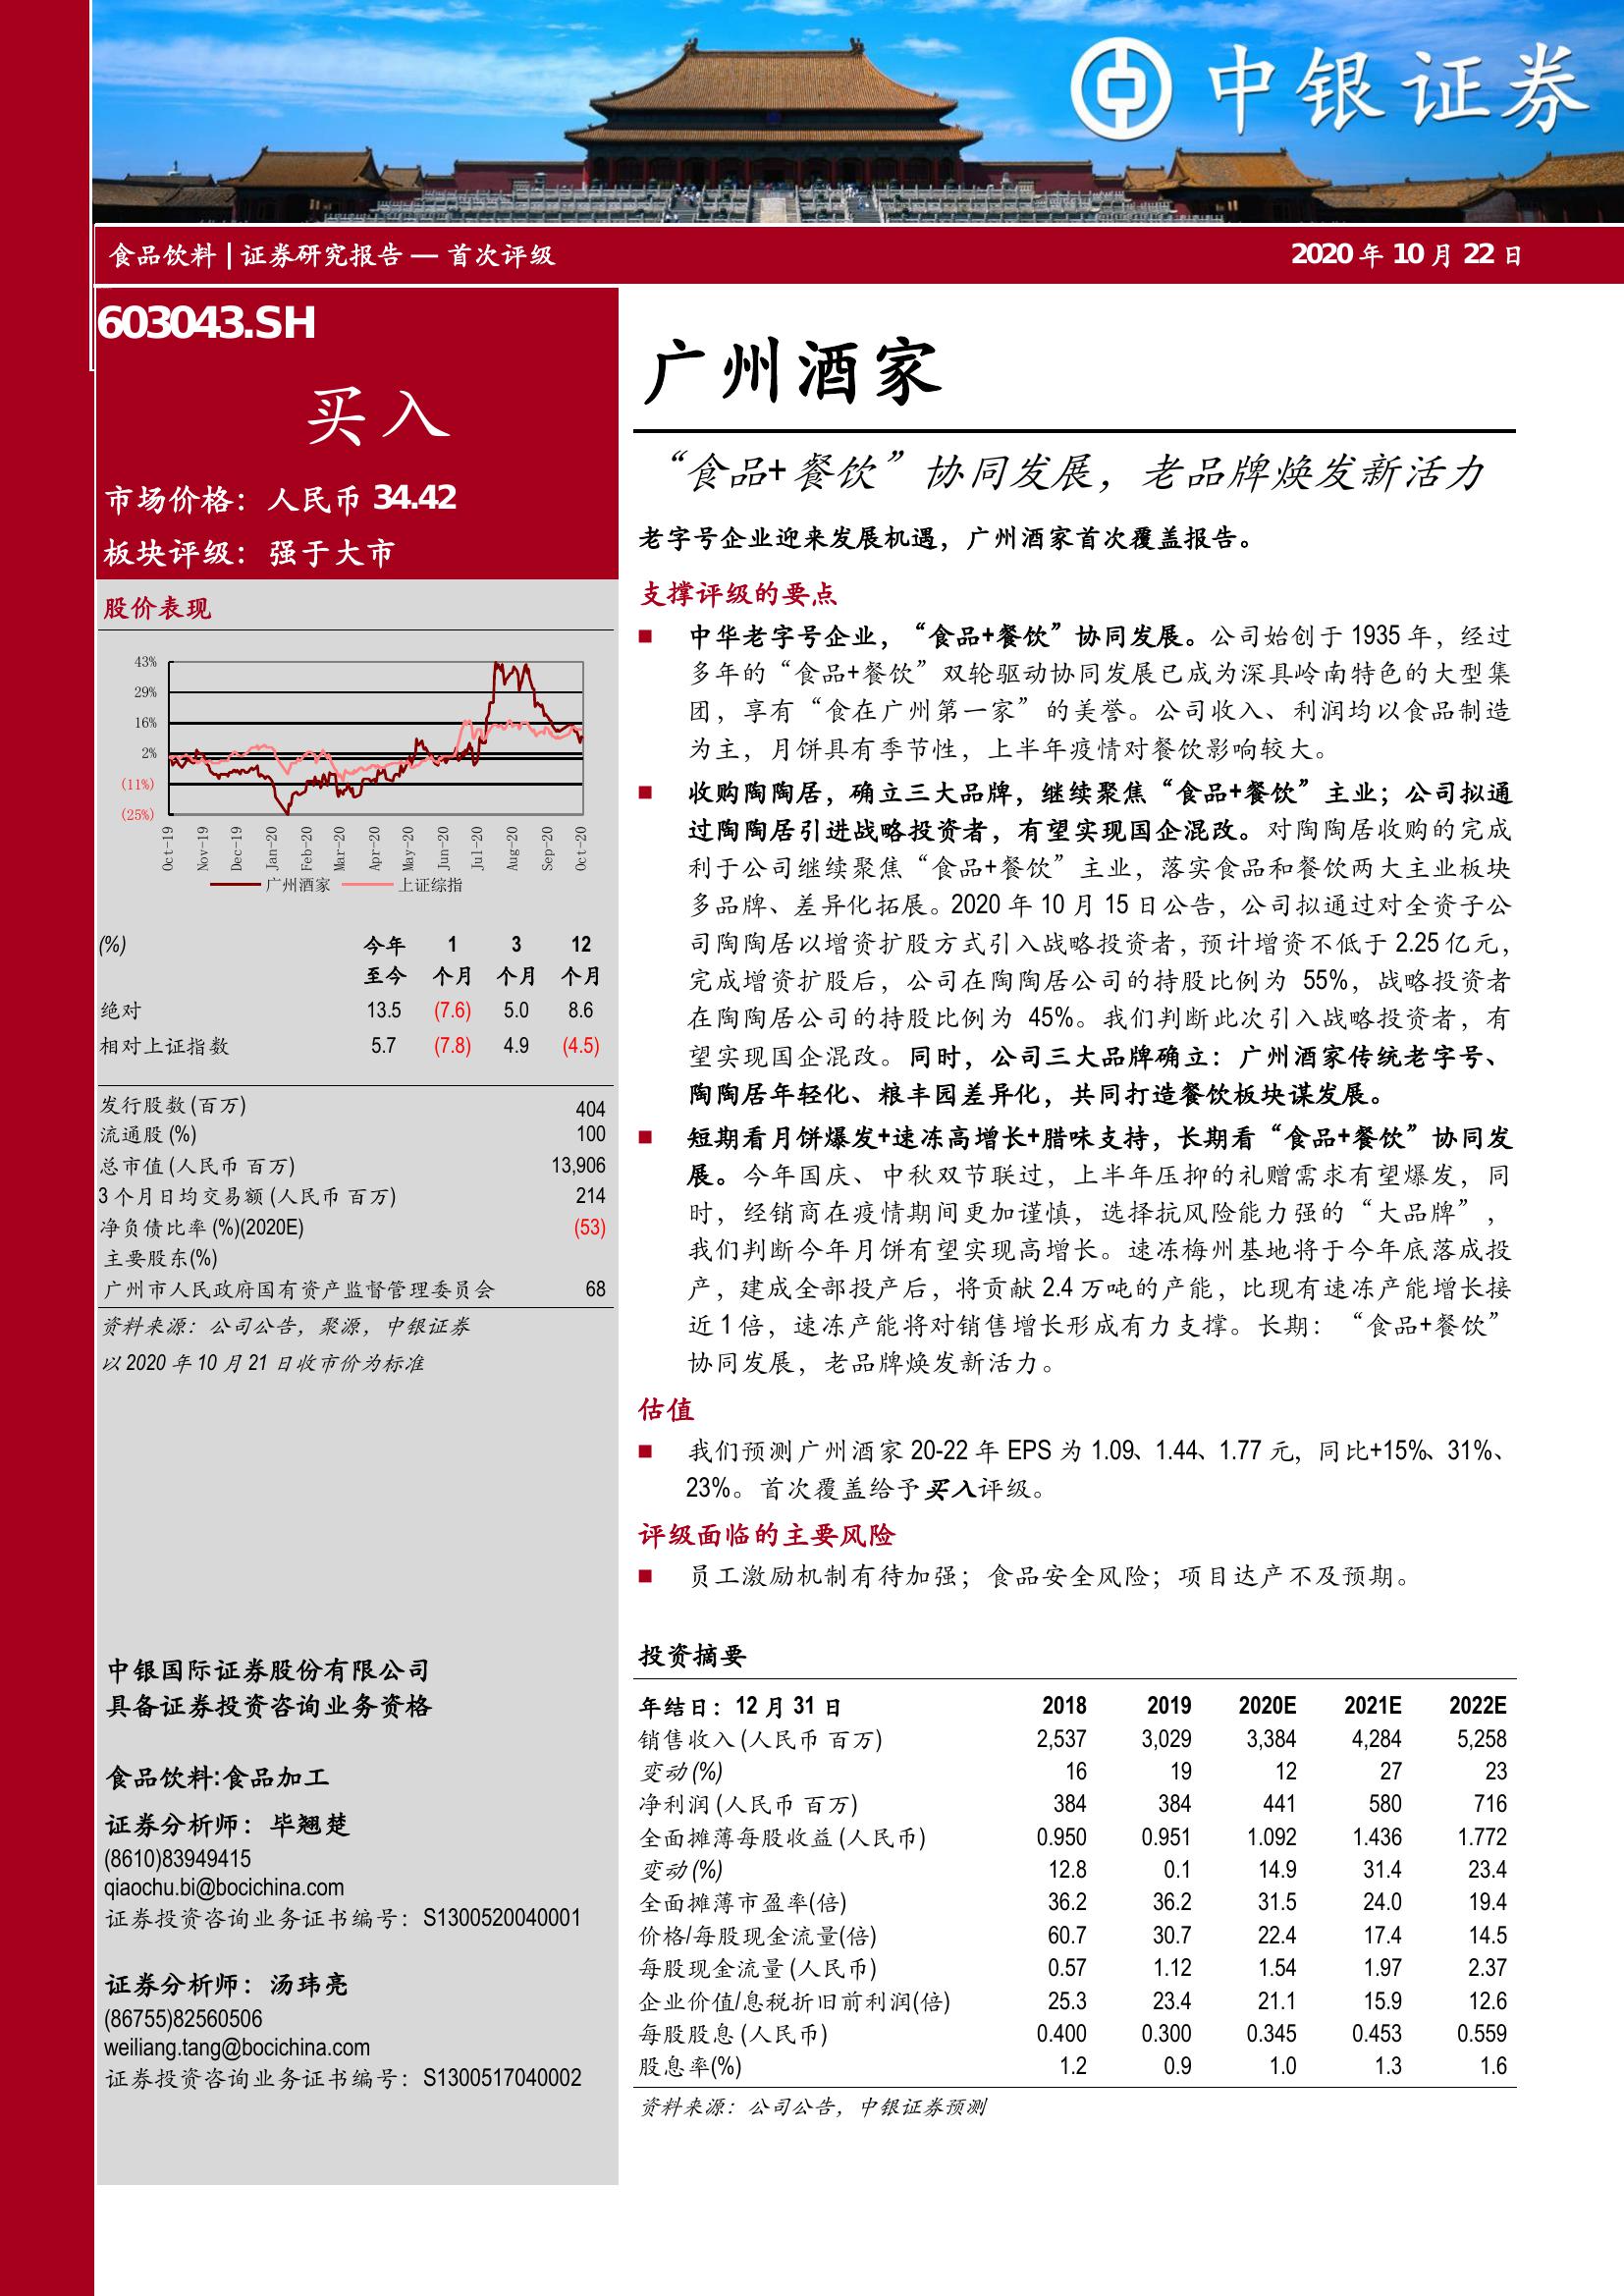 中银证券
食品饮料 | 证券研究报告 — 首次评级
2020 年 10 月 22 日
603043.SH
买入
市场价格：人民币 34.42
板块评级：强于大市
股价表现
43%
29%
16%
2%
(11%)
(25%)
Oct-19
Nov-19
Dec-19
Jan-20
Feb-20
Mar-20
Apr-20
May-20
Jun-20
Jul-20
Aug-20
Sep-20
Oct-20
广州酒家 上证综指
(%) 今年 1 3 12
至今 个月 个月 个月
绝对 13.5 (7.6) 5.0 8.6
相对上证指数 5.7 (7.8) 4.9 (4.5)
发行股数 (百万) 404
流通股 (%) 100
总市值 (人民币 百万) 13,906
3 个月日均交易额 (人民币 百万) 214
净负债比率 (%)(2020E) (53)
主要股东(%)
广州市人民政府国有资产监督管理委员会 68
资料来源：公司公告，聚源，中银证券
以 2020 年 10 月 21 日收市价为标准
中银国际证券股份有限公司
具备证券投资咨询业务资格
食品饮料:食品加工
证券分析师：毕翘楚
(8610)83949415
qiaochu.bi@bocichina.com
证券投资咨询业务证书编号：S1300520040001
证券分析师：汤玮亮
(86755)82560506
weiliang.tang@bocichina.com
证券投资咨询业务证书编号：S1300517040002
广州酒家
“食品+餐饮”协同发展，老品牌焕发新活力
老字号企业迎来发展机遇，广州酒家首次覆盖报告。
支撑评级的要点
■ 中华老字号企业，“食品+餐饮”协同发展。公司始创于 1935 年，经过
多年的“食品+餐饮”双轮驱动协同发展已成为深具岭南特色的大型集
团，享有“食在广州第一家”的美誉。公司收入、利润均以食品制造
为主，月饼具有季节性，上半年疫情对餐饮影响较大。
■ 收购陶陶居，确立三大品牌，继续聚焦“食品+餐饮”主业；公司拟通
过陶陶居引进战略投资者，有望实现国企混改。对陶陶居收购的完成
利于公司继续聚焦“食品+餐饮”主业，落实食品和餐饮两大主业板块
多品牌、差异化拓展。2020 年 10 月 15 日公告，公司拟通过对全资子公
司陶陶居以增资扩股方式引入战略投资者，预计增资不低于 2.25 亿元，
完成增资扩股后，公司在陶陶居公司的持股比例为 55%，战略投资者
在陶陶居公司的持股比例为 45%。我们判断此次引入战略投资者，有
望实现国企混改。同时，公司三大品牌确立：广州酒家传统老字号、
陶陶居年轻化、粮丰园差异化，共同打造餐饮板块谋发展。
■ 短期看月饼爆发+速冻高增长+腊味支持，长期看“食品+餐饮”协同发
展。今年国庆、中秋双节联过，上半年压抑的礼赠需求有望爆发，同
时，经销商在疫情期间更加谨慎，选择抗风险能力强的“大品牌”，
我们判断今年月饼有望实现高增长。速冻梅州基地将于今年底落成投
产，建成全部投产后，将贡献 2.4 万吨的产能，比现有速冻产能增长接
近 1 倍，速冻产能将对销售增长形成有力支撑。长期：“食品+餐饮”
协同发展，老品牌焕发新活力。
估值
■ 我们预测广州酒家 20-22 年 EPS 为 1.09、1.44、1.77 元，同比+15%、31%、
23%。首次覆盖给予买入评级。
评级面临的主要风险
■ 员工激励机制有待加强；食品安全风险；项目达产不及预期。
投资摘要
年结日：12 月 31 日 2018 2019 2020E 2021E 2022E
销售收入 (人民币 百万) 2,537 3,029 3,384 4,284 5,258
变动 (%) 16 19 12 27 23
净利润 (人民币 百万) 384 384 441 580 716
全面摊薄每股收益 (人民币) 0.950 0.951 1.092 1.436 1.772
变动 (%) 12.8 0.1 14.9 31.4 23.4
全面摊薄市盈率(倍) 36.2 36.2 31.5 24.0 19.4
价格/每股现金流量(倍) 60.7 30.7 22.4 17.4 14.5
每股现金流量 (人民币) 0.57 1.12 1.54 1.97 2.37
企业价值/息税折旧前利润(倍) 25.3 23.4 21.1 15.9 12.6
每股股息 (人民币) 0.400 0.300 0.345 0.453 0.559
股息率(%) 1.2 0.9 1.0 1.3 1.6
资料来源：公司公告，中银证券预测